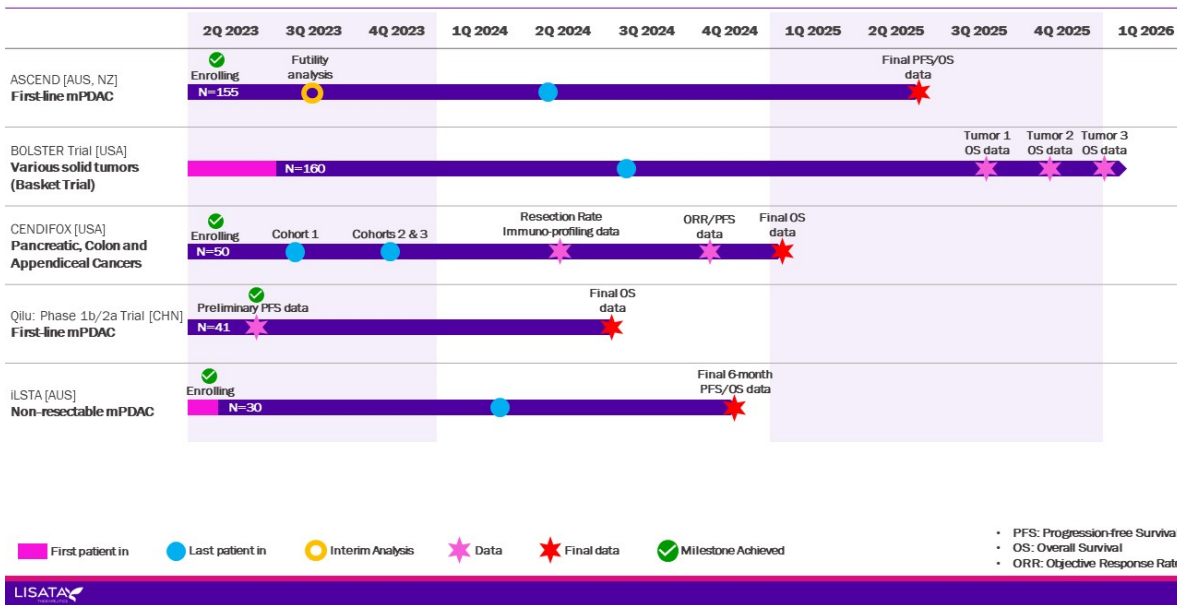 2Q 2023 3Q 2023 4Q 2023 1Q 2024 2Q 2024 3Q 2024 4Q 2024 1Q 2025 2Q 2025 3Q 2025 4Q 2025 1Q 2026
ASCEND [AUS, NZ]
First-line mPDAC
Enrolling
N=155
Futility
analysis
Final PFS/OS
data
BOLSTER Trial [USA]
Various solid tumors
(Basket Trial)
N=160
Tumor 1
OS data
Tumor 2
OS data
Tumor 3
OS data
CENDIFOX [USA]
Pancreatic, Colon and
Appendiceal Cancers
Enrolling
N=50
Cohort 1
Cohorts 2 & 3
Resection Rate
Immuno-profiling data
ORR/PFS
data
Final OS
data
Qilu: Phase 1b/2a Trial [CHN]
First-line mPDAC
Preliminary PFS data
N=41
Final OS
data
iLSTA [AUS]
Non-resectable mPDAC
Enrolling
N=30
Final 6-month
PFS/OS data
First patient in
Last patient in
Interim Analysis
Data
Final data
Milestone Achieved
• PFS: Progression-free Survival
• OS: Overall Survival
• ORR: Objective Response Rate
LISATA